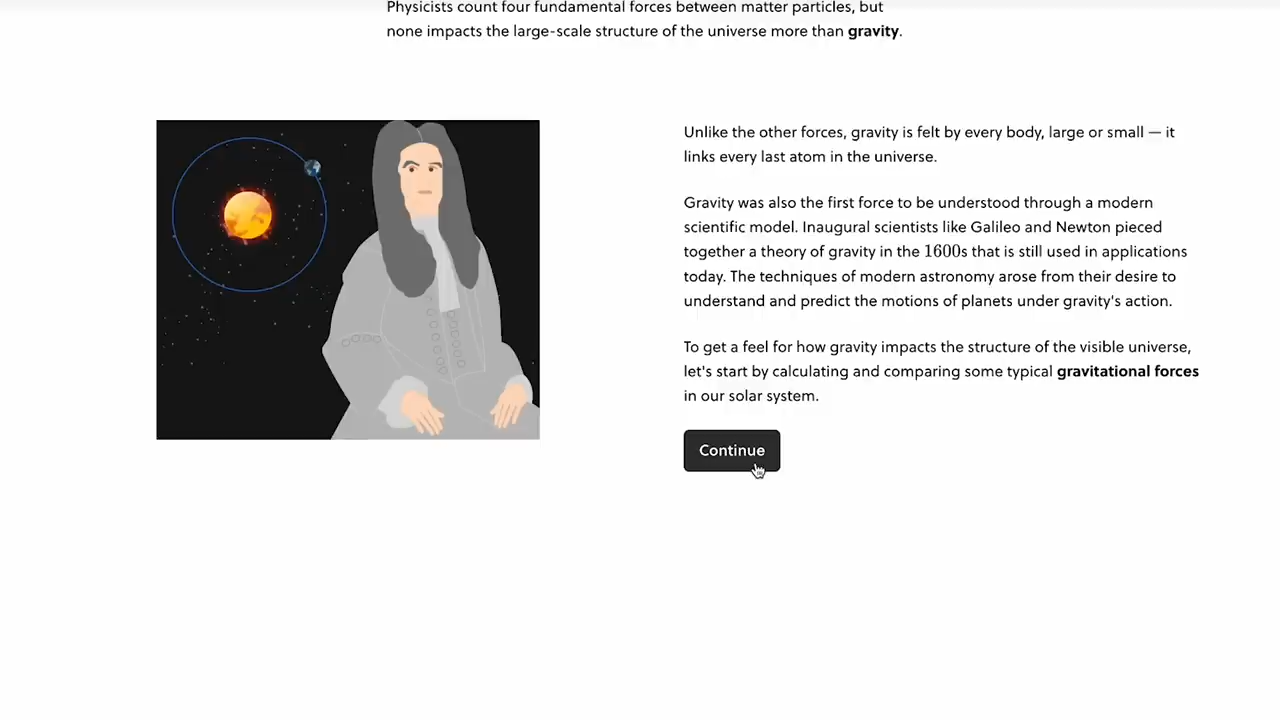 Physicists count four fundamental forces between matter particles, but
none impacts the large-scale structure of the universe more than gravity.
Unlike the other forces, gravity is felt by every body, large or small — it
links every last atom in the universe.
Gravity was also the first force to be understood through a modern
scientific model. Inaugural scientists like Galileo and Newton pieced
together a theory of gravity in the 1600s that is still used in applications
today. The techniques of modern astronomy arose from their desire to
understand and predict the motions of planets under gravity's action.
To get a feel for how gravity impacts the structure of the visible universe,
let's start by calculating and comparing some typical gravitational forces
in our solar system.
Continue